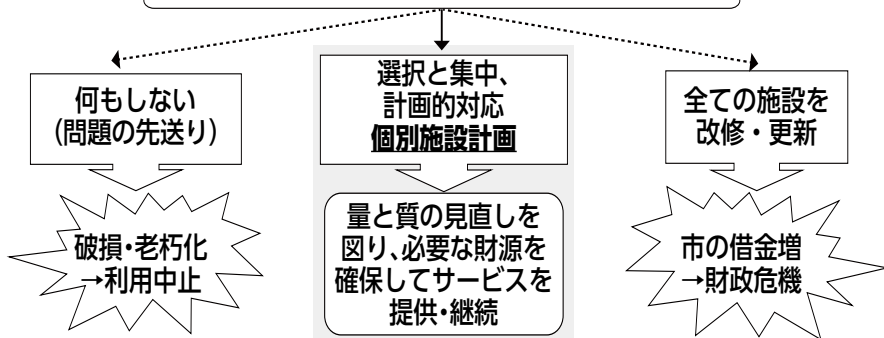 何もしない
(問題の先送り)
破損・老朽化
→利用中止
選択と集中、
計画的対応
個別施設計画
量と質の見直しを
図り、必要な財源を
確保してサービスを
提供・継続
全ての施設を
改修・更新
市の借金増
→財政危機